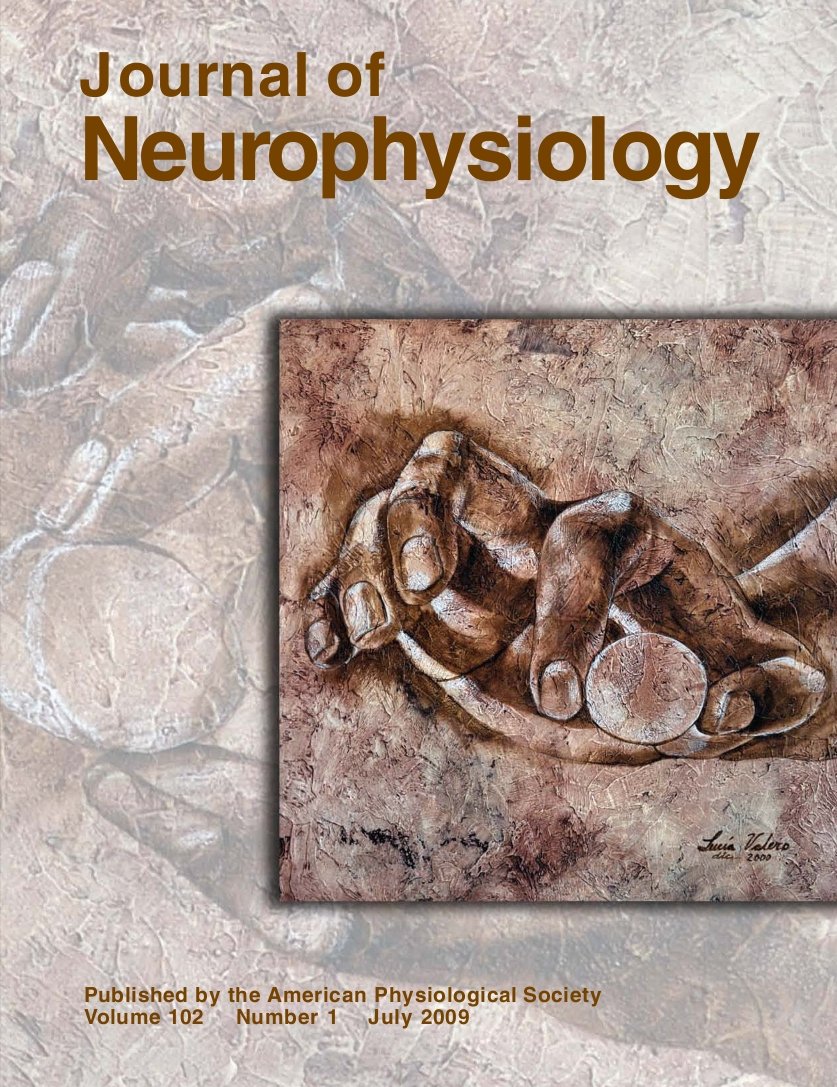 Journal of
Neurophysiology
Lucía Valero
dic. 2000
Published by the American Physiological Society
Volume 102 Number 1 July 2009